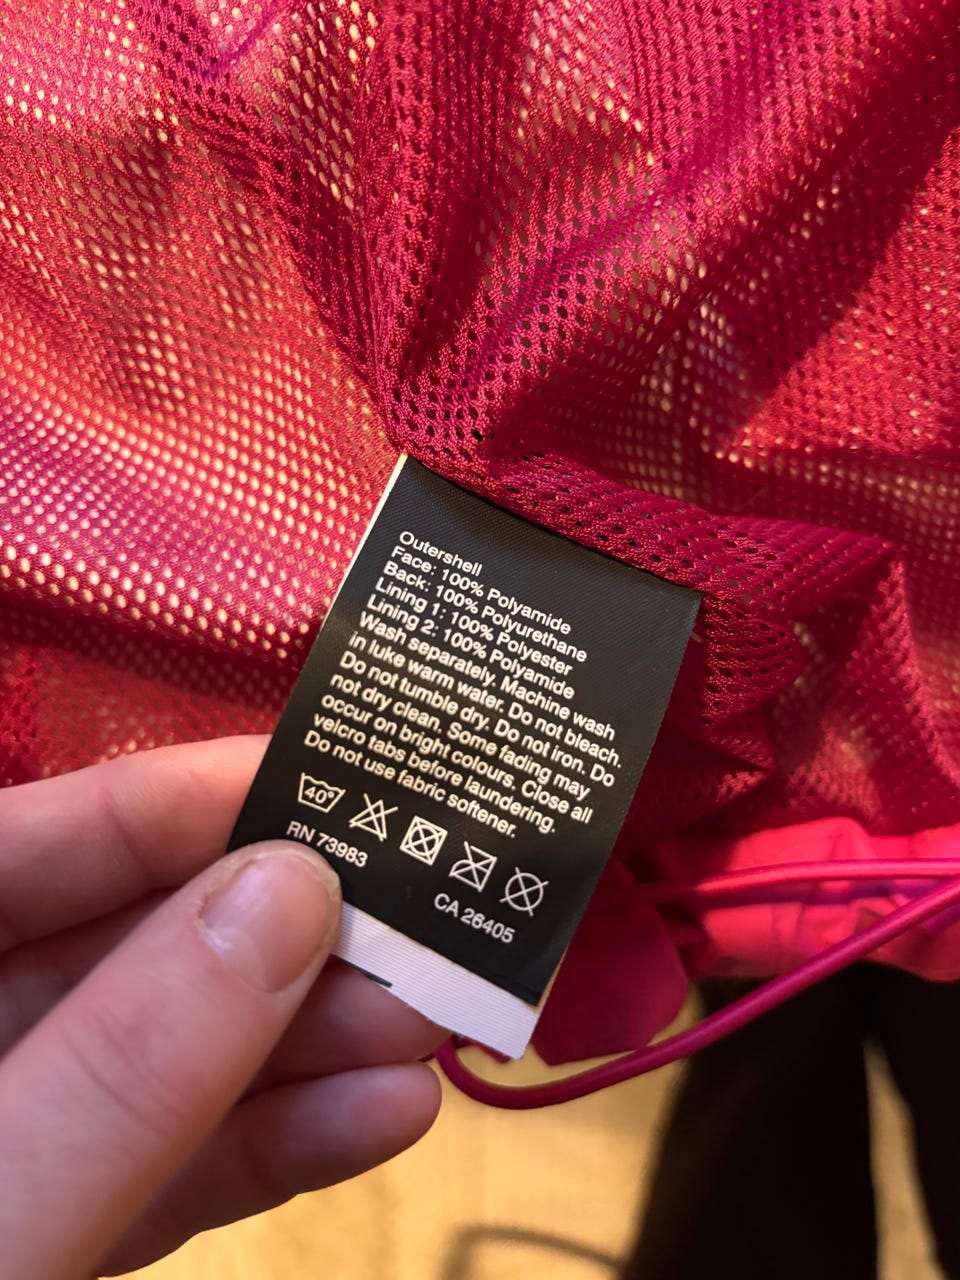 Outershell
Face: 100% Polyamide
Back: 100% Polyurethane
Lining 1: 100% Polyester
Lining 2: 100% Polyamide
Wash separately. Machine wash
in luke warm water. Do not bleach.
Do not tumble dry. Do not iron. Do
not dry clean. Some fading may
occur on bright colours. Close all
velcro tabs before laundering.
Do not use fabric softener.
40°
RN 73983
CA 26405